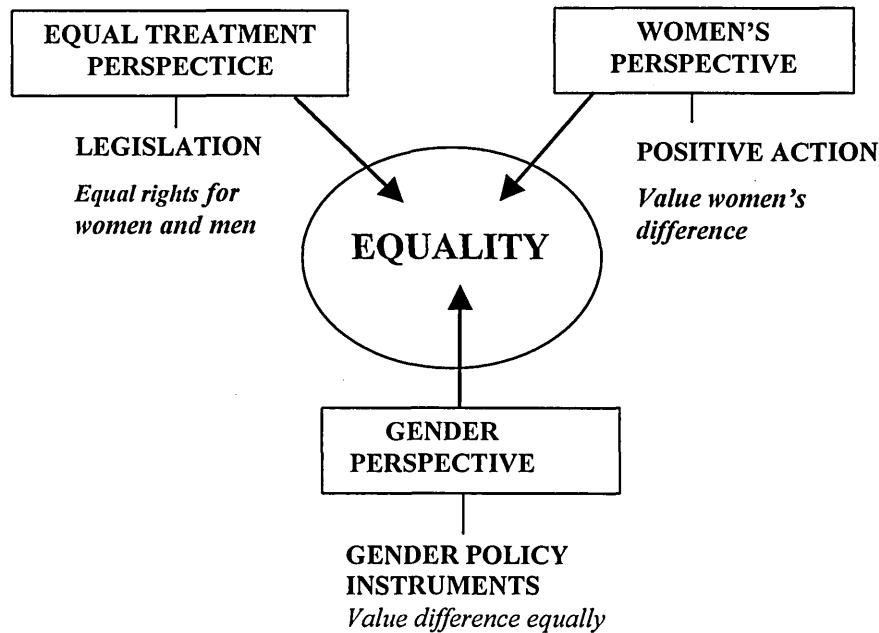 EQUAL TREATMENT
PERSPECTICE
LEGISLATION
Equal rights for
women and men
WOMEN'S
PERSPECTIVE
POSITIVE ACTION
Value women's
difference
EQUALITY
GENDER
PERSPECTIVE
GENDER POLICY
INSTRUMENTS
Value difference equally